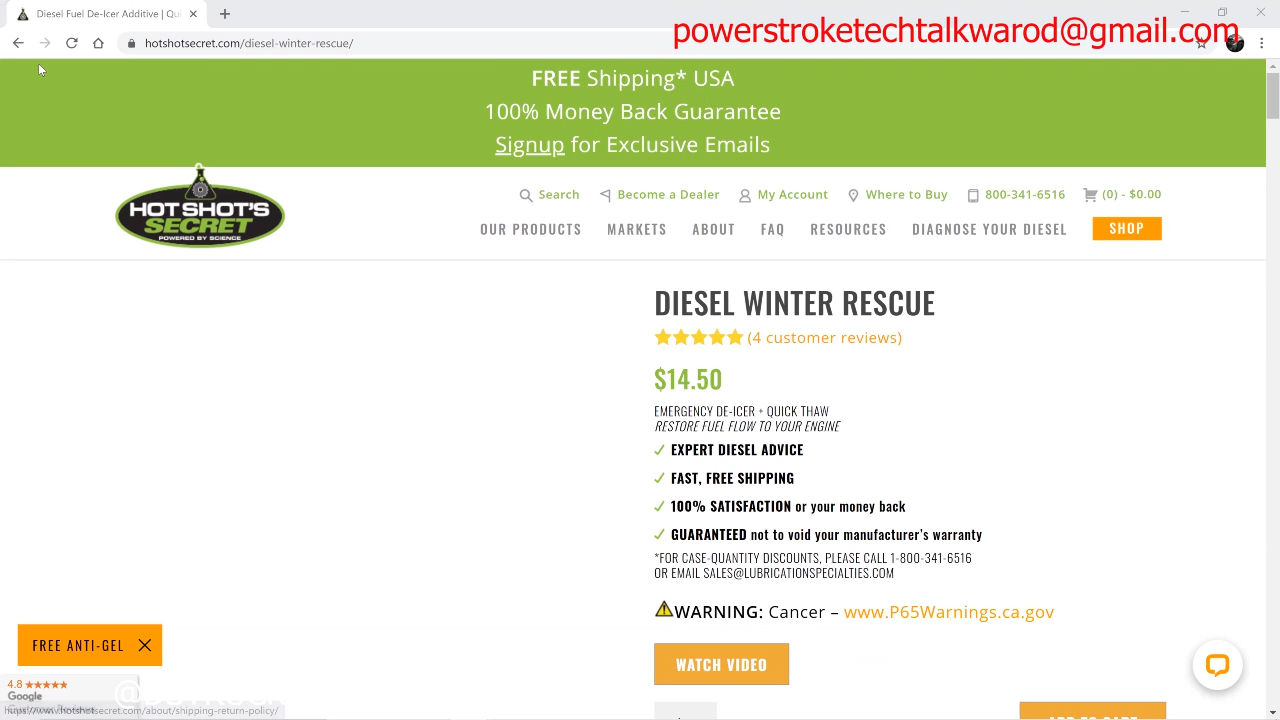 Diesel Fuel De-Icer Additive | Qu
powerstroketechtalkwarod@gmail.com
hotshotsecret.com/diesel-winter-rescue/
FREE Shipping* USA
100% Money Back Guarantee
Signup for Exclusive Emails
Search
Become a Dealer
My Account
Where to Buy
800-341-6516
(0) - $0.00
HOT SHOT'S
SECRET
POWERED BY SCIENCE
OUR PRODUCTS
MARKETS
ABOUT
FAQ
RESOURCES
DIAGNOSE YOUR DIESEL
SHOP
DIESEL WINTER RESCUE
(4 customer reviews)
$14.50
EMERGENCY DE-ICER + QUICK THAW
RESTORE FUEL FLOW TO YOUR ENGINE
EXPERT DIESEL ADVICE
FAST, FREE SHIPPING
100% SATISFACTION or your money back
GUARANTEED not to void your manufacturer's warranty
*FOR CASE-QUANTITY DISCOUNTS, PLEASE CALL 1-800-341-6516
OR EMAIL SALES@LUBRICATIONSPECIALTIES.COM
WARNING: Cancer – www.P65Warnings.ca.gov
WATCH VIDEO
FREE ANTI-GEL
4.8
Google
https://www.hotshotsecret.com/about/shipping-return-policy/
ADD TO CART